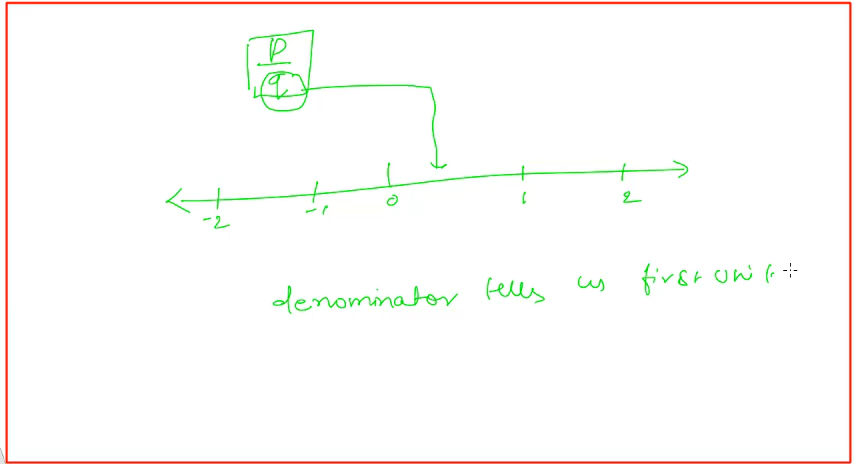 p
q
-2 -1 0 1 2
denominator tells us first unit